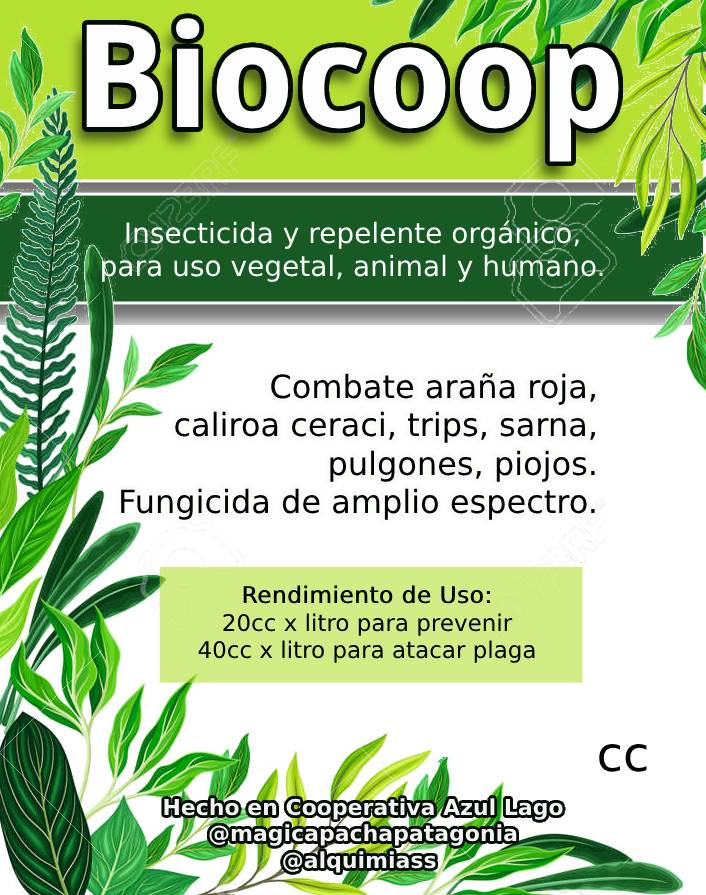 Biocoop
Insecticida y repelente orgánico,
para uso vegetal, animal y humano.
Combate araña roja,
caliroa ceraci, trips, sarna,
pulgones, piojos.
Fungicida de amplio espectro.
Rendimiento de Uso:
20cc x litro para prevenir
40cc x litro para atacar plaga
cc
Hecho en Cooperativa Azul Lago
@magicapachapatagonia
@alquimiass